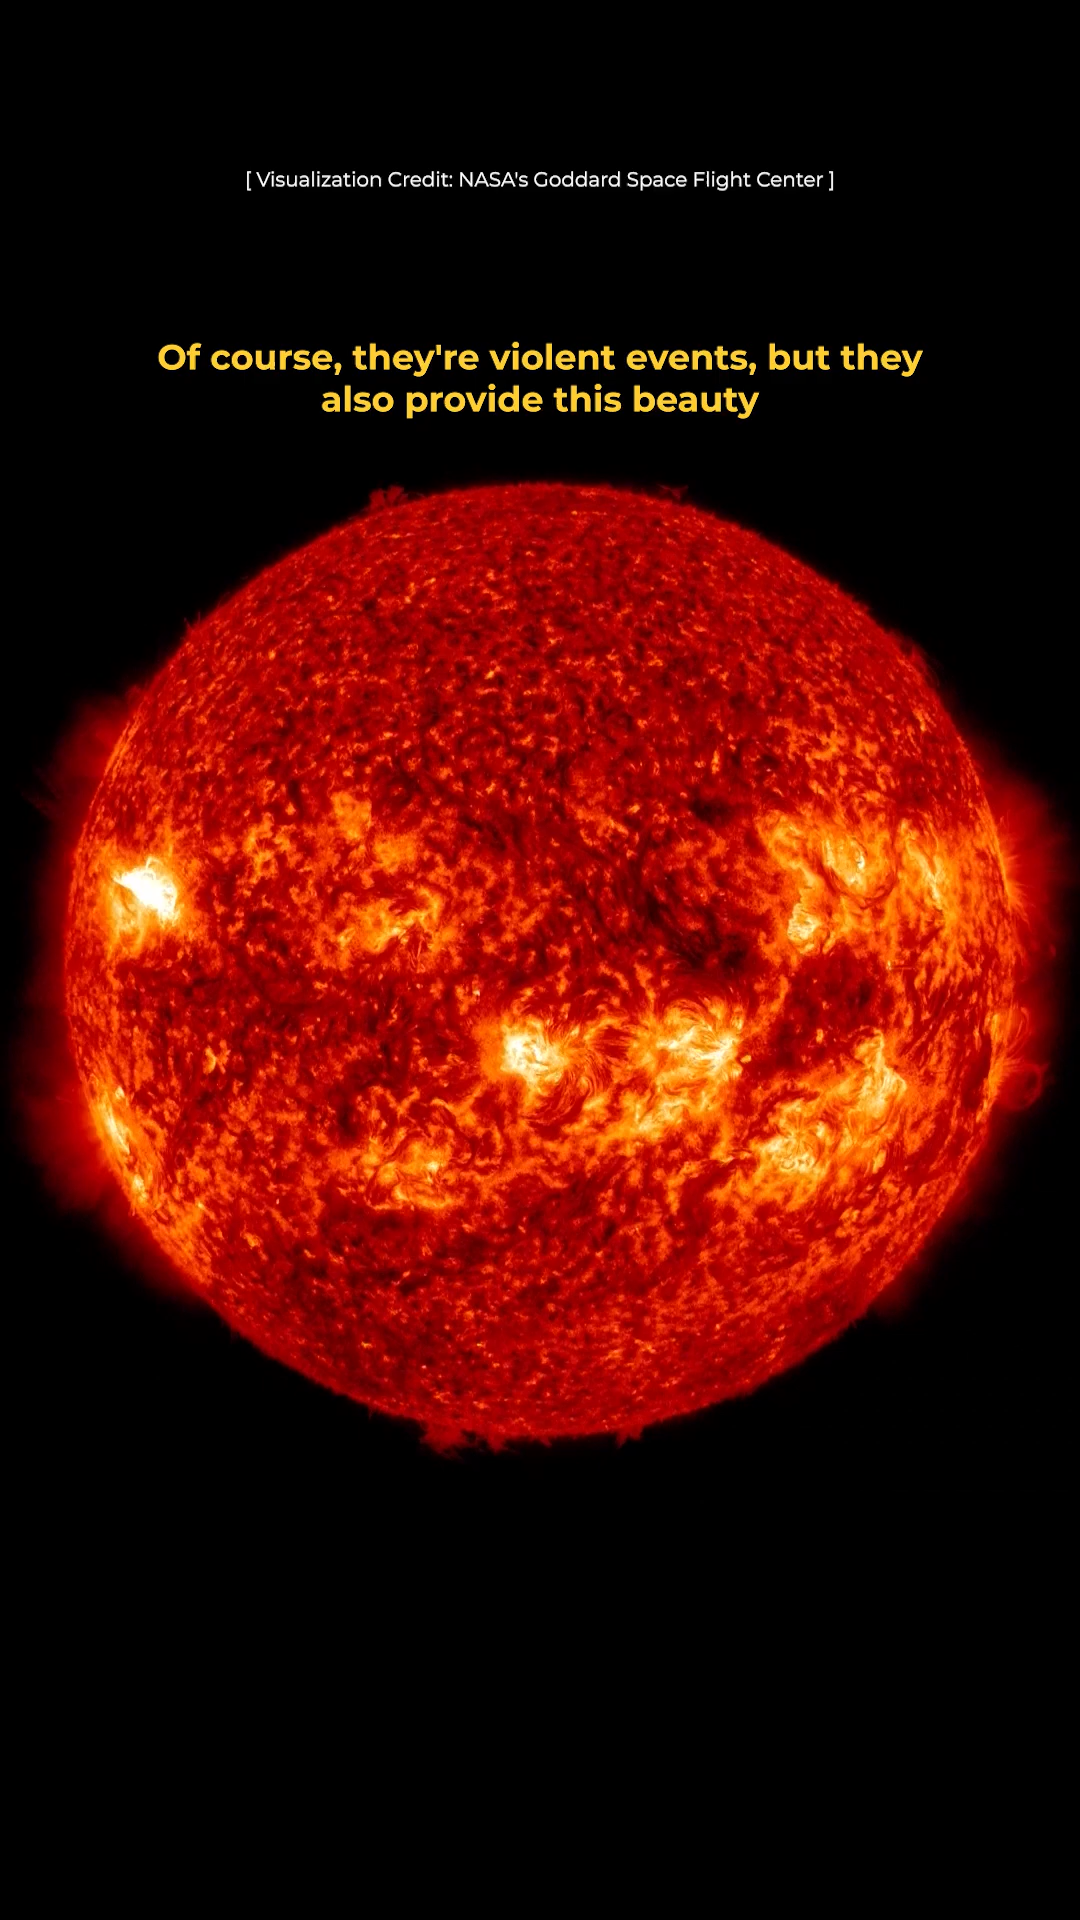 [ Visualization Credit: NASA's Goddard Space Flight Center ]
Of course, they're violent events, but they
also provide this beauty